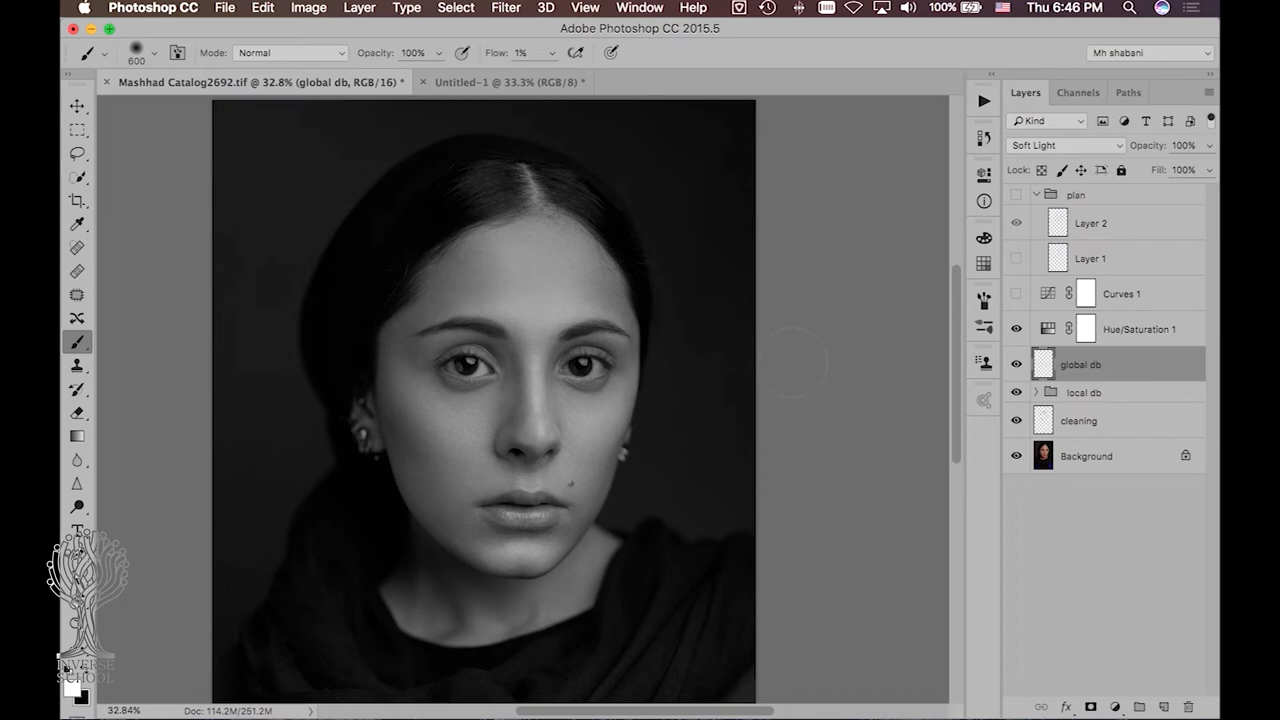 Photoshop CC File Edit Image Layer Type Select Filter 3D View Window Help 100% Thu 6:46 PM
Adobe Photoshop CC 2015.5
600 Mode: Normal Opacity: 100% Flow: 1% Mh shabani
Mashhad Catalog2692.tif @ 32.8% (global db, RGB/16) * Untitled-1 @ 33.3% (RGB/8) *
Layers Channels Paths
Kind
Soft Light Opacity: 100%
Lock: Fill: 100%
plan
Layer 2
Layer 1
Curves 1
Hue/Saturation 1
global db
local db
cleaning
Background
INVERSE
SCHOOL
32.84% Doc: 114.2M/251.2M